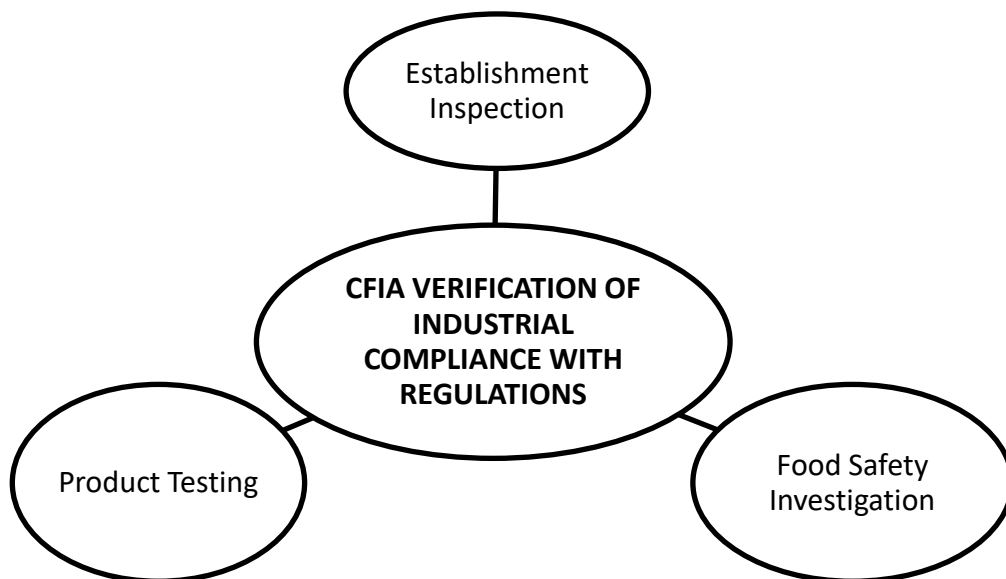 Establishment
Inspection
CFIA VERIFICATION OF
INDUSTRIAL
COMPLIANCE WITH
REGULATIONS
Product Testing
Food Safety
Investigation